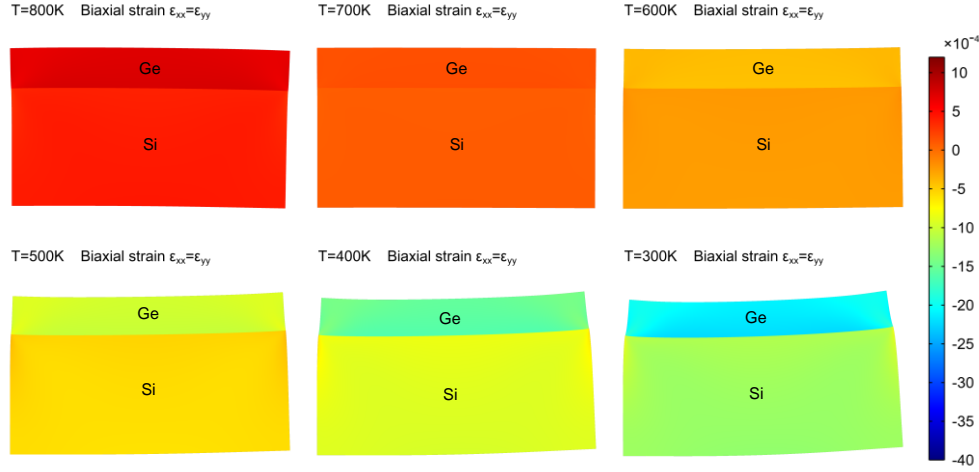 T=800K Biaxial strain εxx=εyy
T=700K Biaxial strain εxx=εyy
T=600K Biaxial strain εxx=εyy
×10⁻⁴
Ge
Ge
Ge
Si
Si
Si
T=500K Biaxial strain εxx=εyy
T=400K Biaxial strain εxx=εyy
T=300K Biaxial strain εxx=εyy
Ge
Ge
Ge
Si
Si
Si
10
5
0
-5
-10
-15
-20
-25
-30
-35
-40